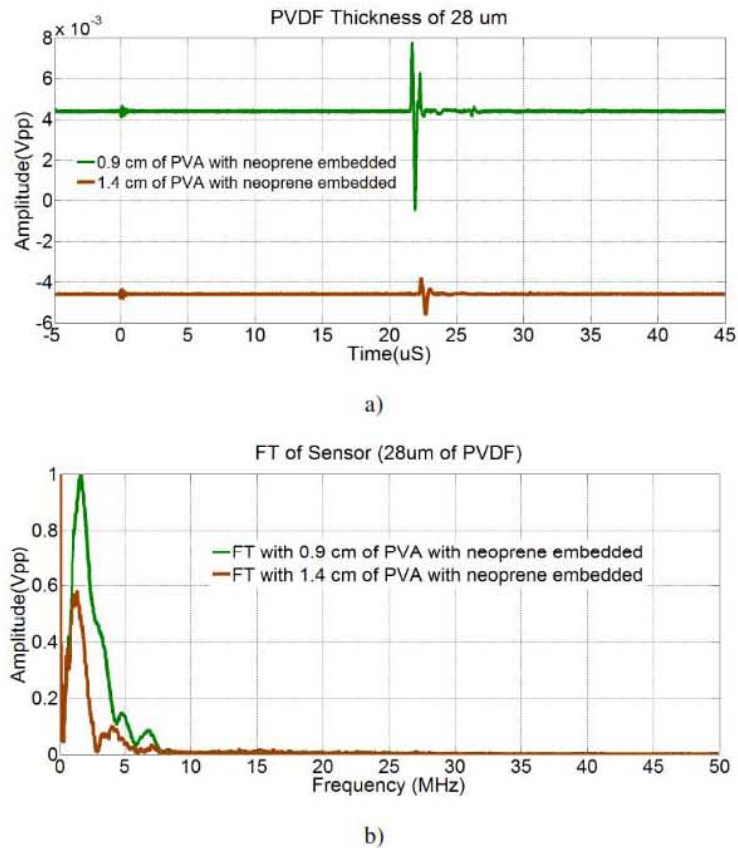 PVDF Thickness of 28 um
8 x 10^-3
6
4
2
0
-2
-4
-6
Amplitude(Vpp)
0.9 cm of PVA with neoprene embedded
1.4 cm of PVA with neoprene embedded
-5 0 5 10 15 20 25 30 35 40 45
Time(uS)
a)
FT of Sensor (28um of PVDF)
1
0.8
0.6
0.4
0.2
0
Amplitude(Vpp)
FT with 0.9 cm of PVA with neoprene embedded
FT with 1.4 cm of PVA with neoprene embedded
0 5 10 15 20 25 30 35 40 45 50
Frequency (MHz)
b)